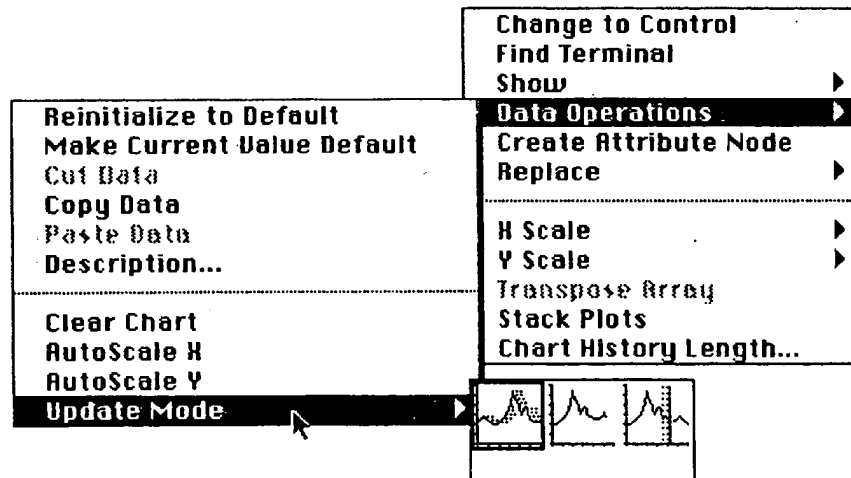 Change to Control
Find Terminal
Show
Data Operations
Create Attribute Node
Replace
X Scale
Y Scale
Transpose Array
Stack Plots
Chart History Length...
Reinitialize to Default
Make Current Value Default
Cut Data
Copy Data
Paste Data
Description...
Clear Chart
AutoScale X
AutoScale Y
Update Mode